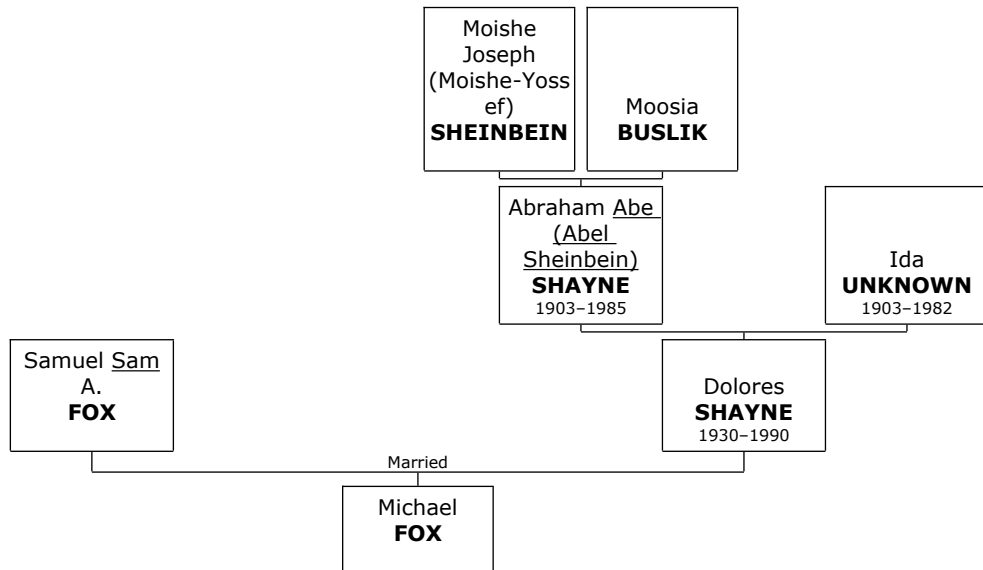 Moishe
Joseph
(Moishe-Yoss
ef)
SHEINBEIN
Moosia
BUSLIK
Abraham Abe
(Abel
Sheinbein)
SHAYNE
1903–1985
Ida
UNKNOWN
1903–1982
Samuel Sam
A.
FOX
Dolores
SHAYNE
1930–1990
Married
Michael
FOX